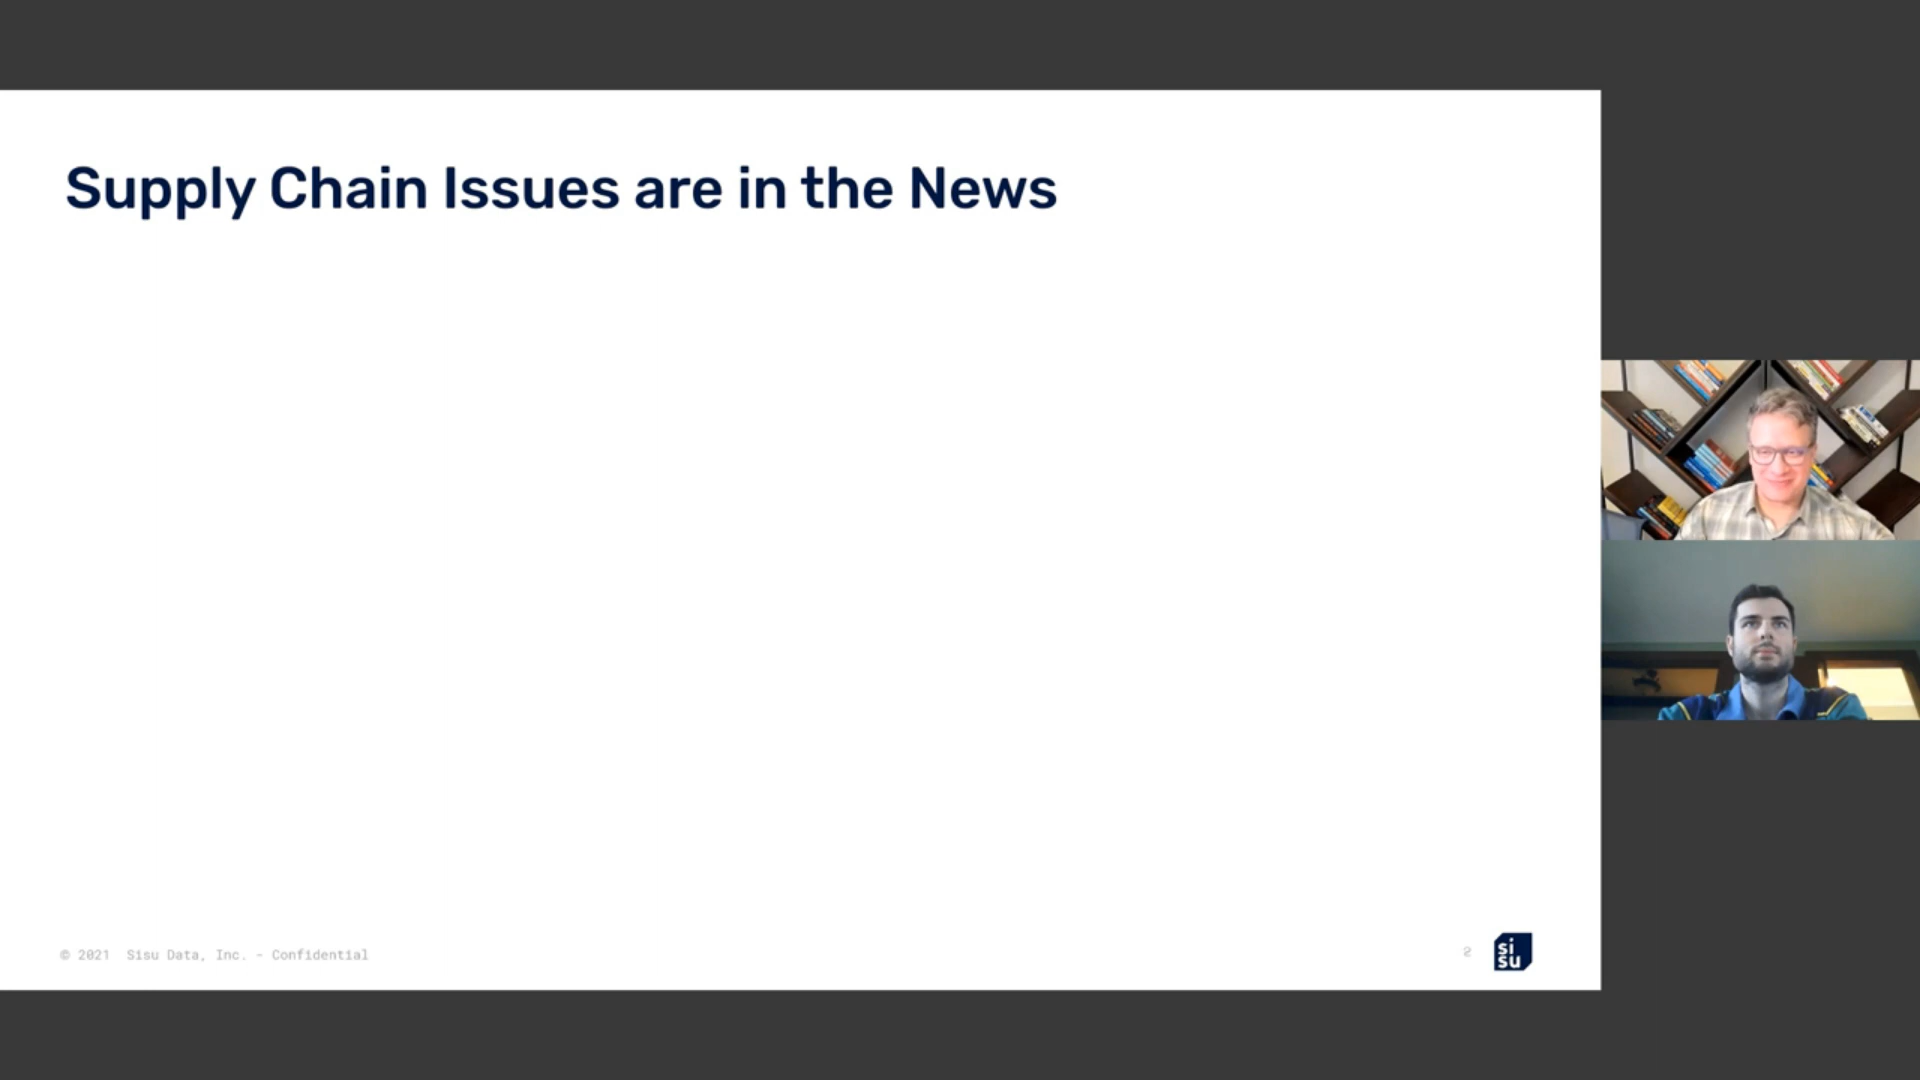 Supply Chain Issues are in the News
© 2021 Sisu Data, Inc. - Confidential
2
si
su